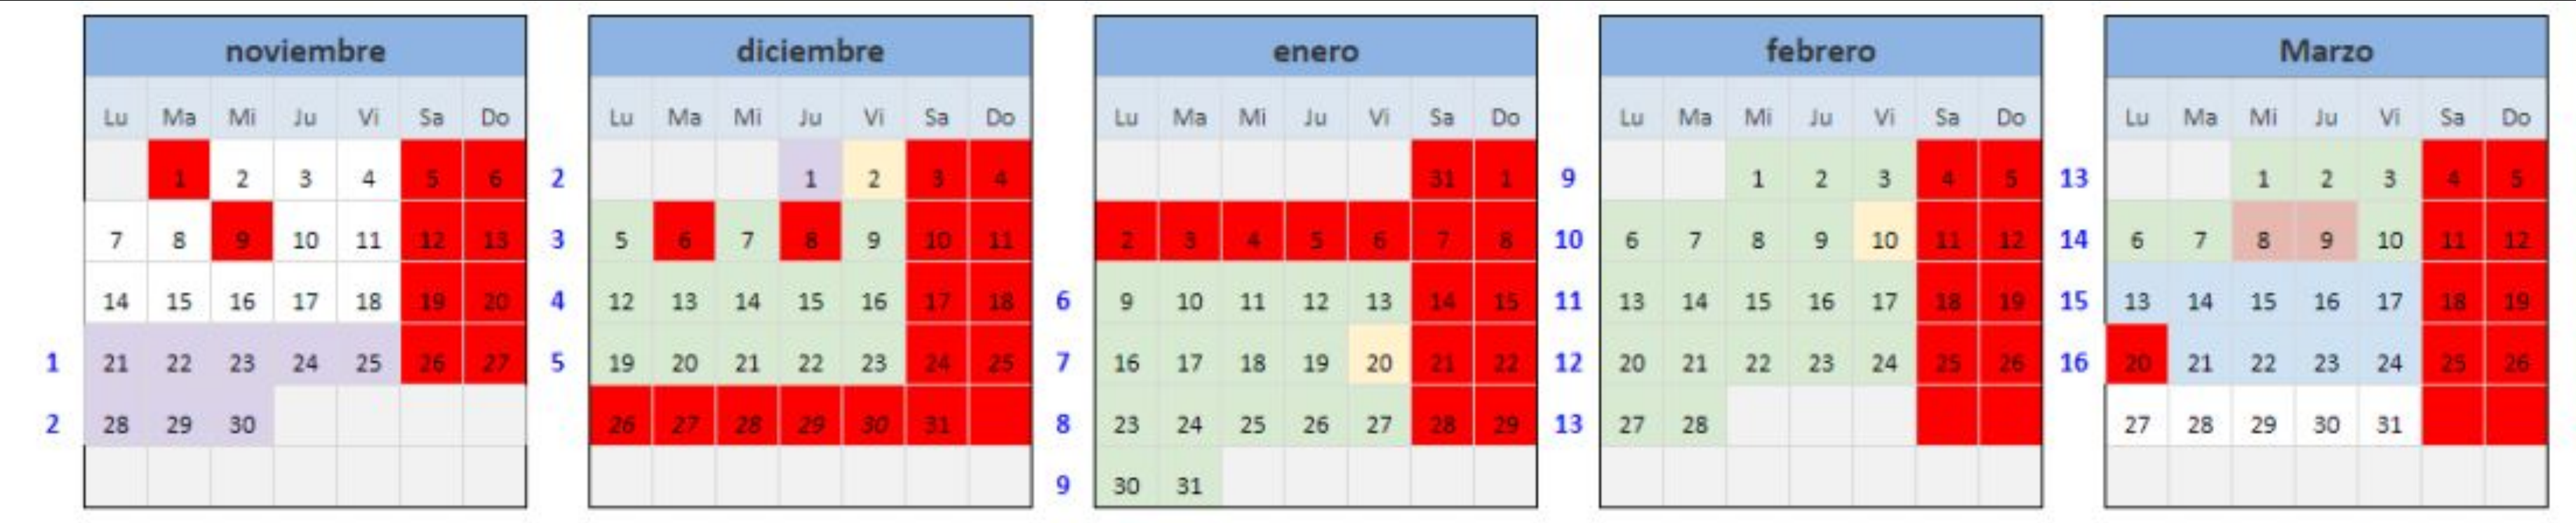 noviembre
Lu Ma Mi Ju Vi Sa Do
1 2 3 4 5 6
7 8 9 10 11 12 13
14 15 16 17 18 19 20
1 21 22 23 24 25 26 27
2 28 29 30
diciembre
Lu Ma Mi Ju Vi Sa Do
2 1 2 3 4
3 5 6 7 8 9 10 11
4 12 13 14 15 16 17 18
5 19 20 21 22 23 24 25
26 27 28 29 30 31
enero
Lu Ma Mi Ju Vi Sa Do
31 1
2 3 4 5 6 7 8
6 9 10 11 12 13 14 15
7 16 17 18 19 20 21 22
8 23 24 25 26 27 28 29
9 30 31
febrero
Lu Ma Mi Ju Vi Sa Do
9 1 2 3 4 5
10 6 7 8 9 10 11 12
11 13 14 15 16 17 18 19
12 20 21 22 23 24 25 26
13 27 28
Marzo
Lu Ma Mi Ju Vi Sa Do
13 1 2 3 4 5
14 6 7 8 9 10 11 12
15 13 14 15 16 17 18 19
16 20 21 22 23 24 25 26
27 28 29 30 31